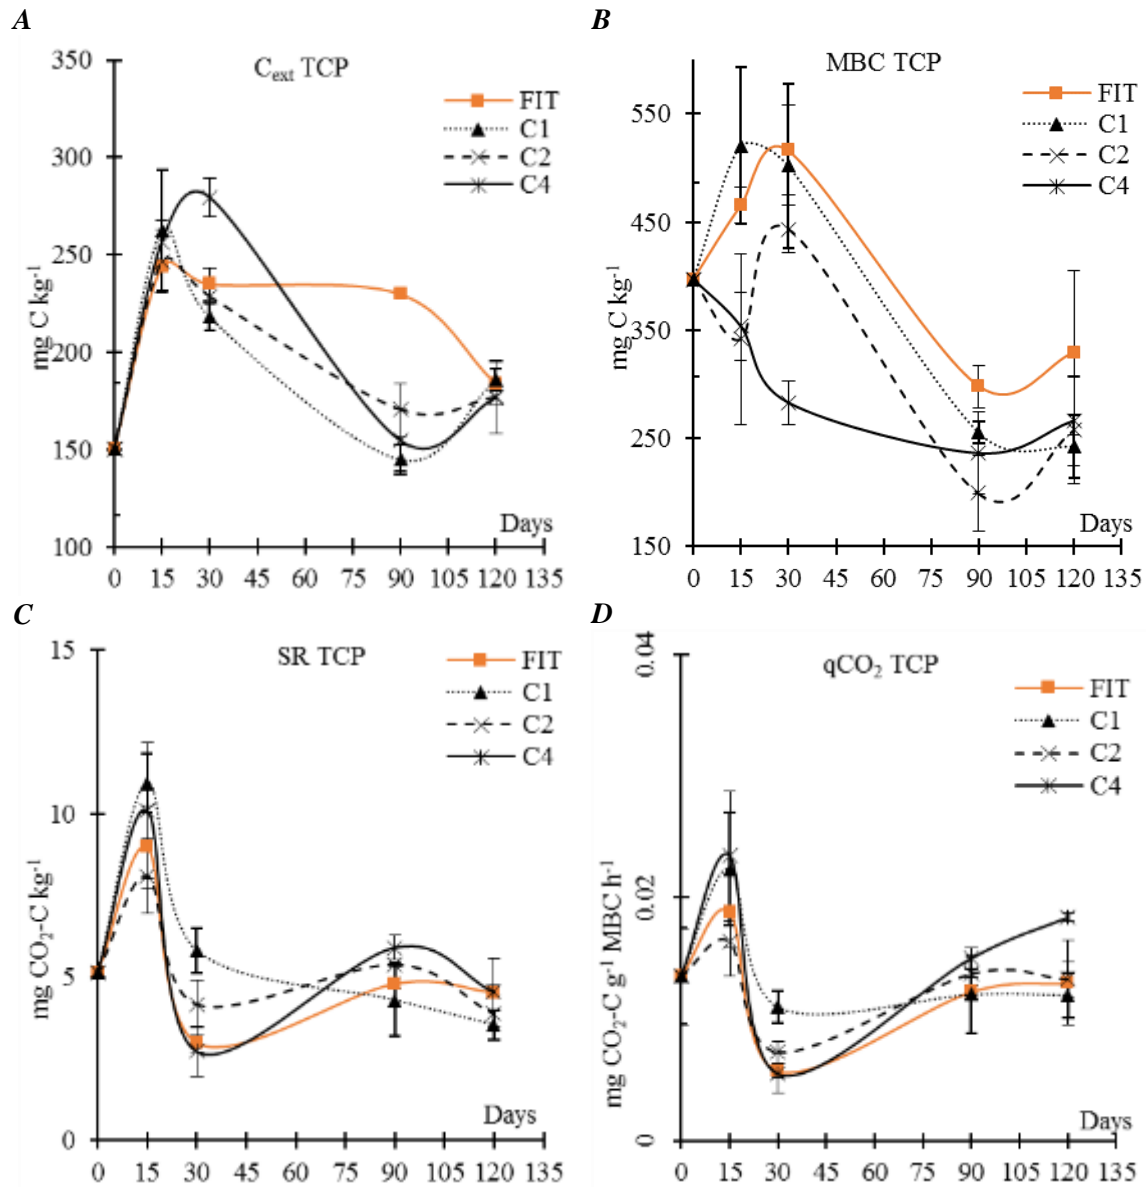 A
C_ext TCP
350
300
250
200
150
100
mg C kg⁻¹
FIT
C1
C2
C4
Days
0 15 30 45 60 75 90 105 120 135
B
MBC TCP
550
450
350
250
150
mg C kg⁻¹
FIT
C1
C2
C4
Days
0 15 30 45 60 75 90 105 120 135
C
SR TCP
15
10
5
0
mg CO₂-C kg⁻¹
FIT
C1
C2
C4
Days
0 15 30 45 60 75 90 105 120 135
D
qCO₂ TCP
0.04
0.02
0
mg CO₂-C g⁻¹ MBC h⁻¹
FIT
C1
C2
C4
Days
0 15 30 45 60 75 90 105 120 135